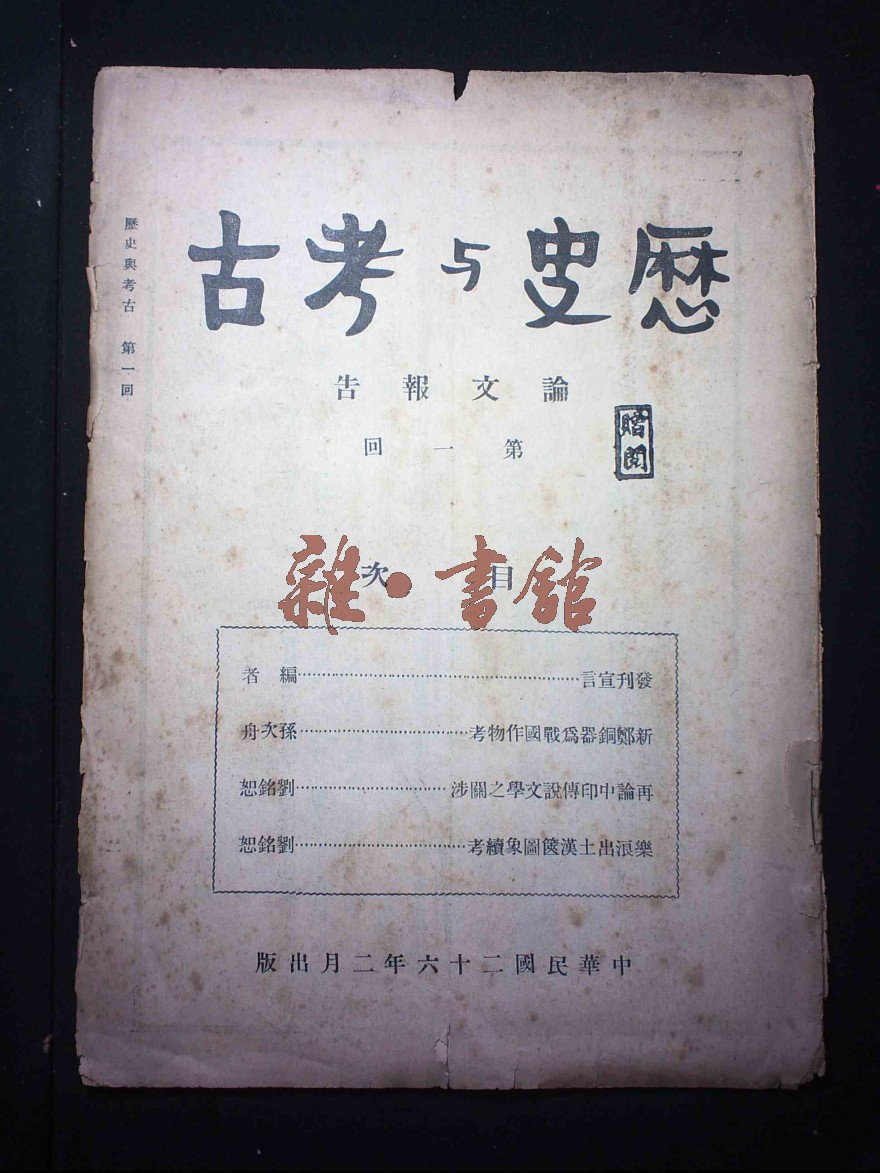 歷史与考古
論文報告
第一回
贈閱
目次
雜·書館
發刊宣言……編者
新鄭銅器爲戰國作物考……孫次舟
再論中印傳說文學之關涉……劉銘恕
樂浪出土漢篋圖象續考……劉銘恕
中華民國二十六年二月出版
歷史與考古 第一回